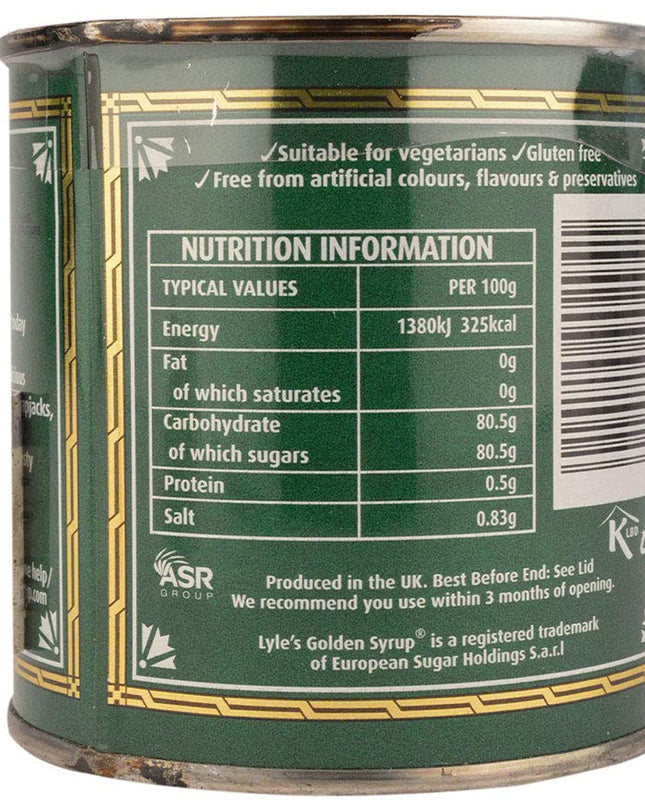 ✓Suitable for vegetarians ✓Gluten free
✓Free from artificial colours, flavours & preservatives
NUTRITION INFORMATION
TYPICAL VALUES PER 100g
Energy 1380kJ 325kcal
Fat 0g
of which saturates 0g
Carbohydrate 80.5g
of which sugars 80.5g
Protein 0.5g
Salt 0.83g
ASR
GROUP
K LBD
Produced in the UK. Best Before End: See Lid
We recommend you use within 3 months of opening.
Lyle's Golden Syrup® is a registered trademark
of European Sugar Holdings S.a.r.l
help/
.com